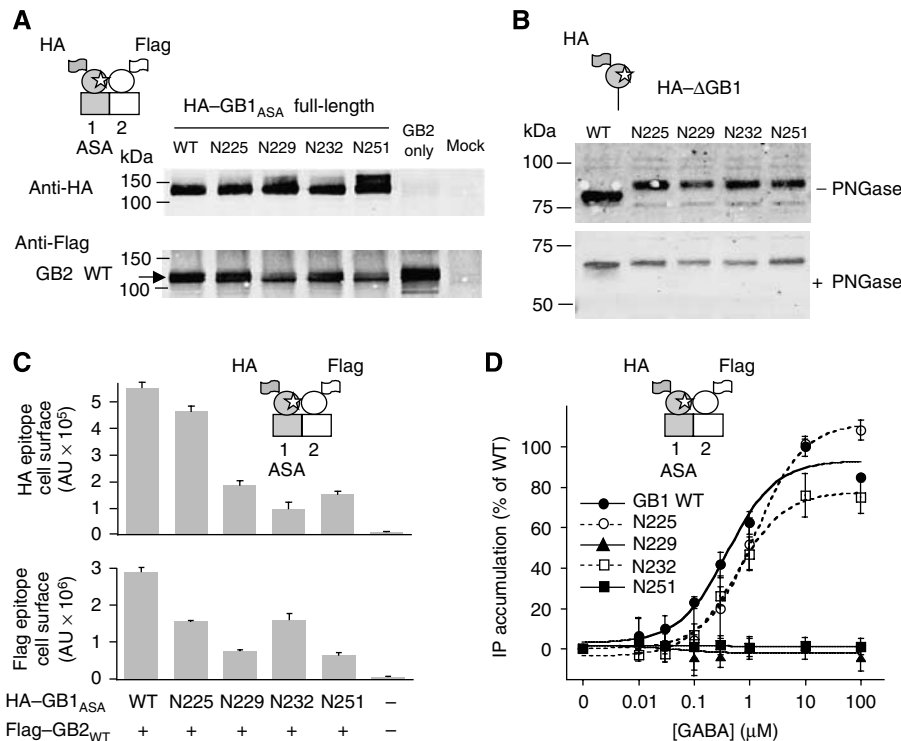 A
HA
Flag
1 2
ASA
HA–GB1ASA full-length
kDa
WT N225 N229 N232 N251 GB2 only Mock
Anti-HA
150
100
Anti-Flag
GB2 WT
150
100
B
HA
HA–ΔGB1
kDa
WT N225 N229 N232 N251
100
75
– PNGase
75
50
+ PNGase
C
HA
Flag
1 2
ASA
HA epitope
cell surface
(AU × 10⁵)
5
4
3
2
1
0
Flag epitope
cell surface
(AU × 10⁶)
3
2
1
0
HA–GB1ASA WT N225 N229 N232 N251 –
Flag–GB2WT + + + + + –
D
HA
Flag
1 2
ASA
IP accumulation (% of WT)
100
80
60
40
20
0
GB1 WT
N225
N229
N232
N251
0 0.01 0.1 1 10 100
[GABA] (μM)